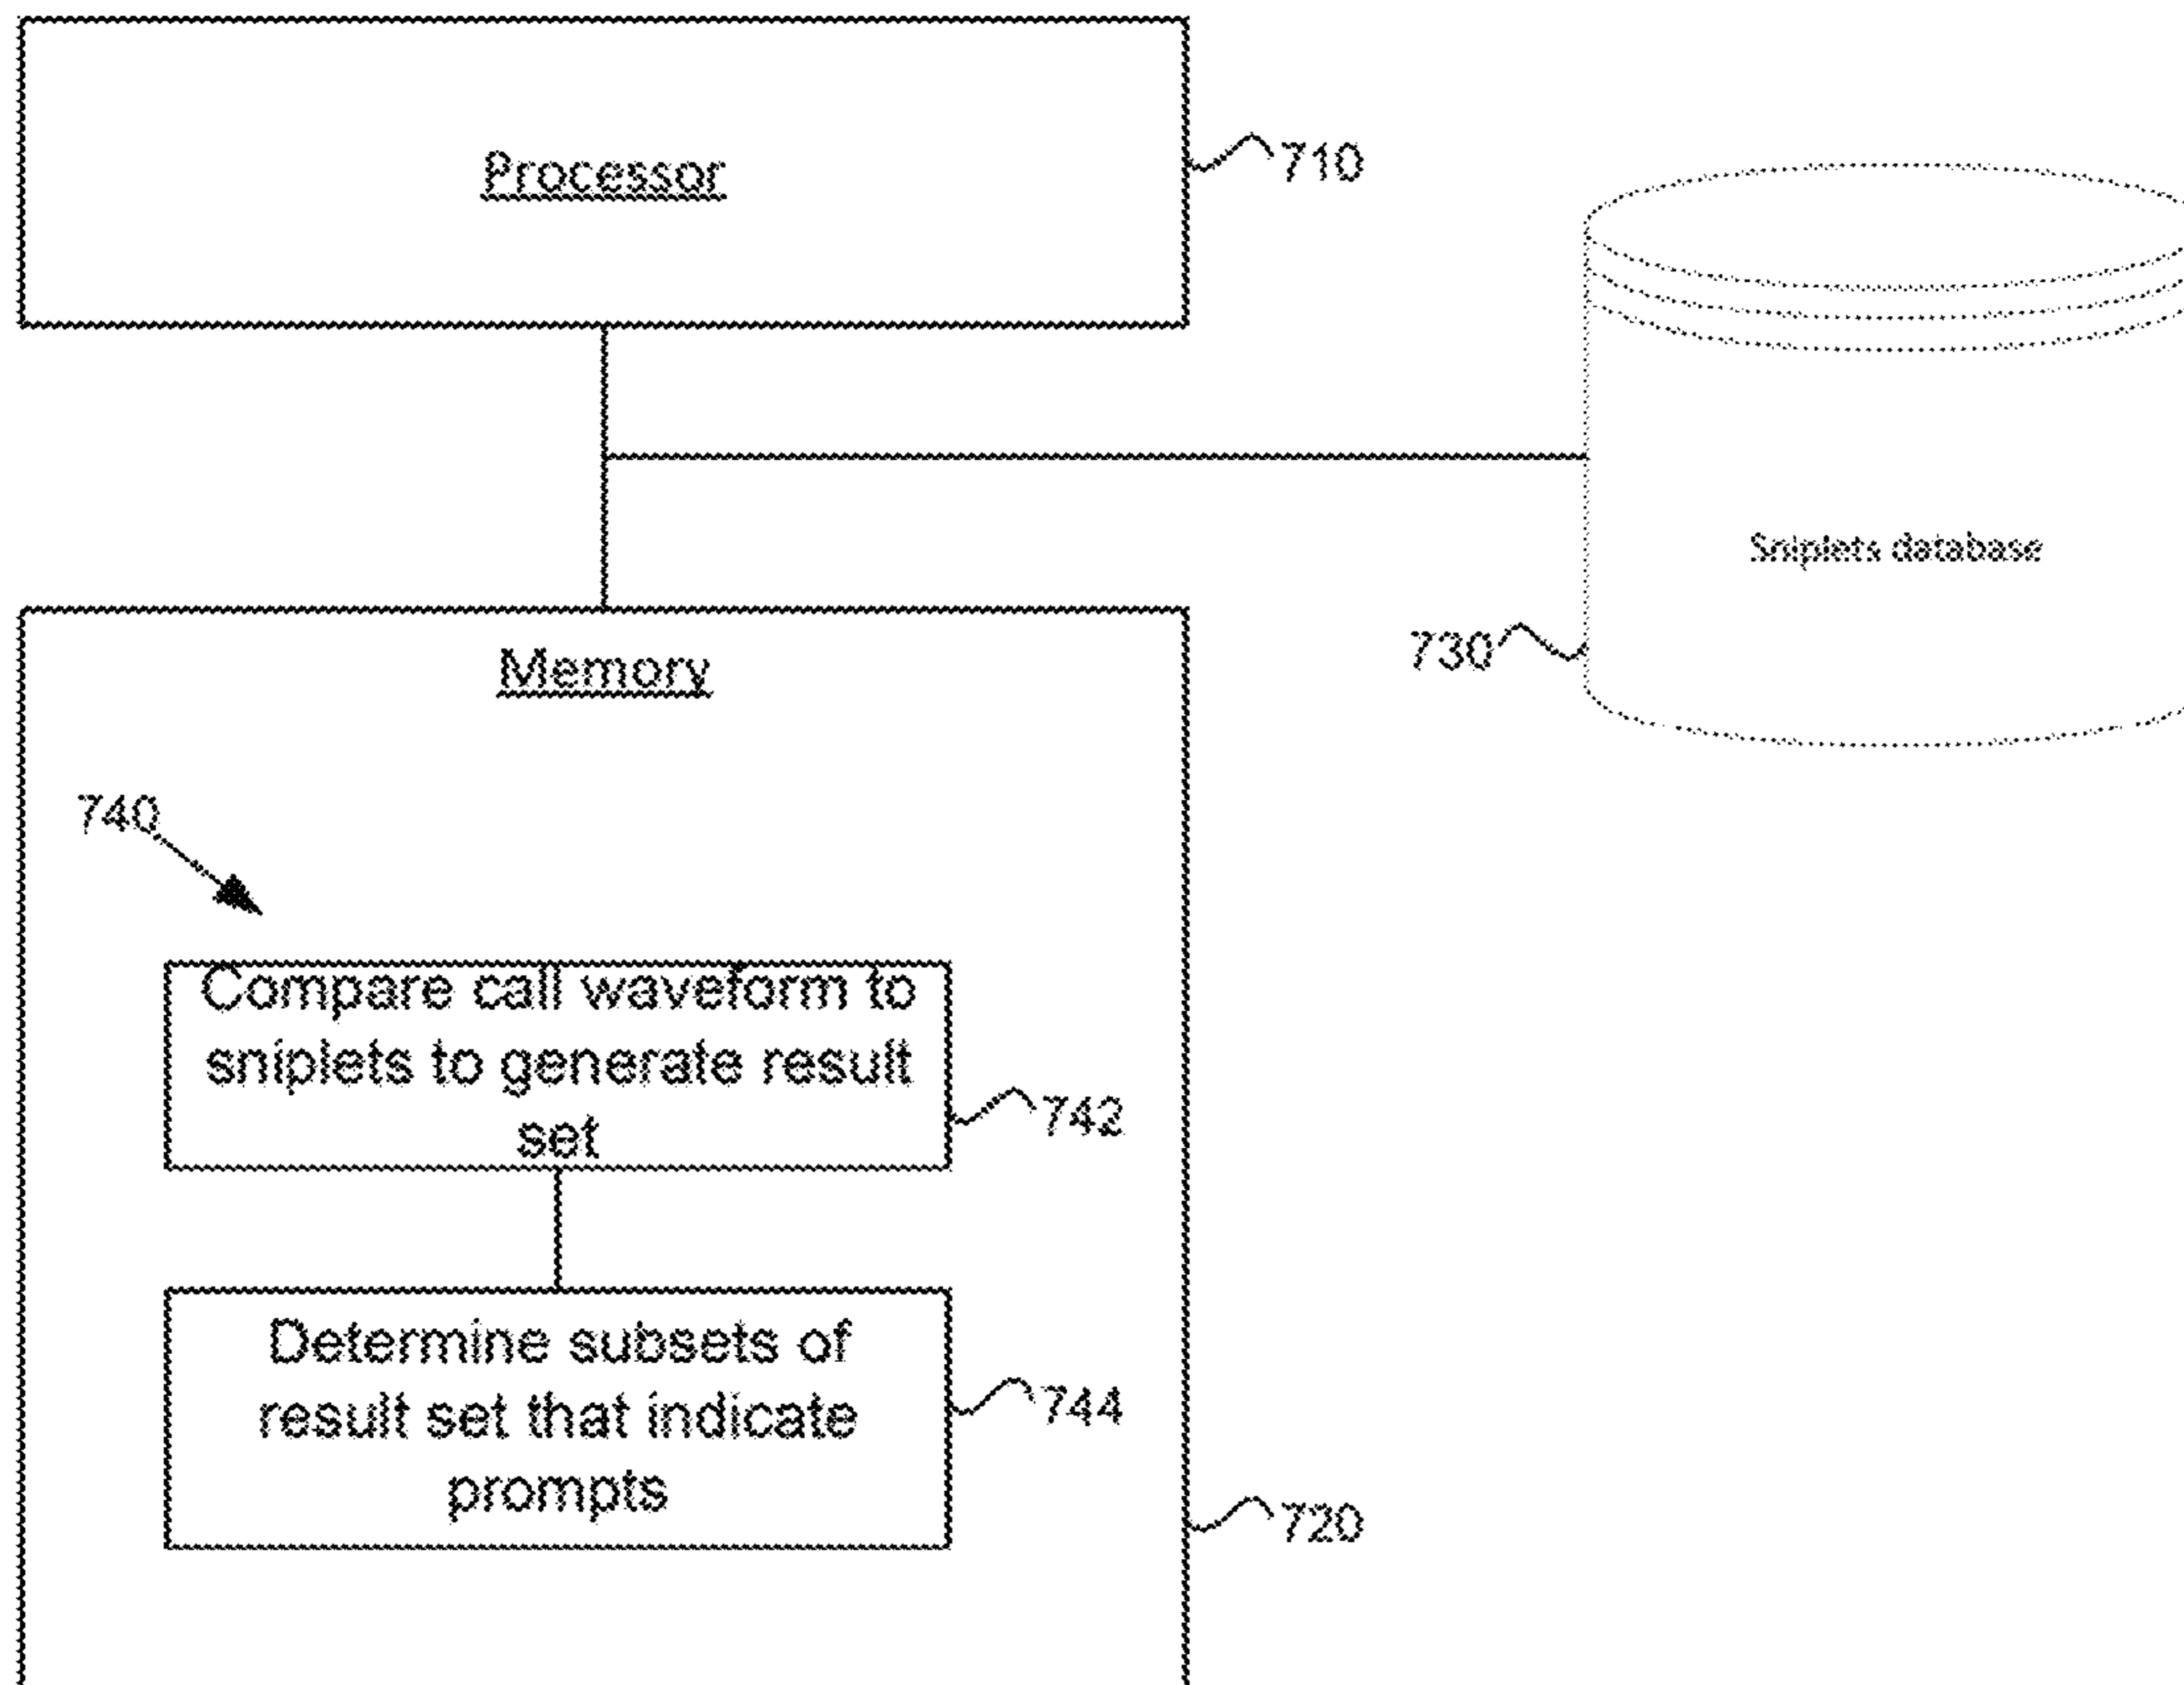 Processor
710
Sniplets database
730
Memory
740
Compare call waveform to
sniplets to generate result
set
742
Determine subsets of
result set that indicate
prompts
744
720